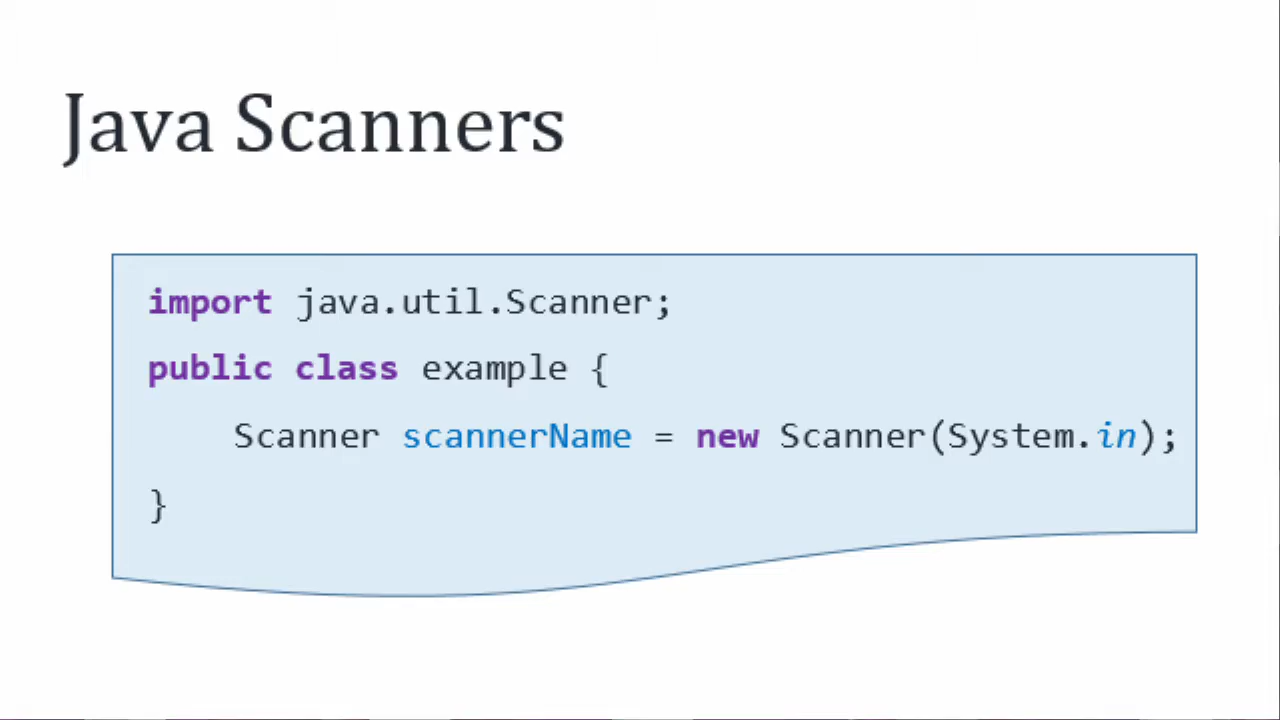 Java Scanners
import java.util.Scanner;
public class example {
Scanner scannerName = new Scanner(System.in);
}